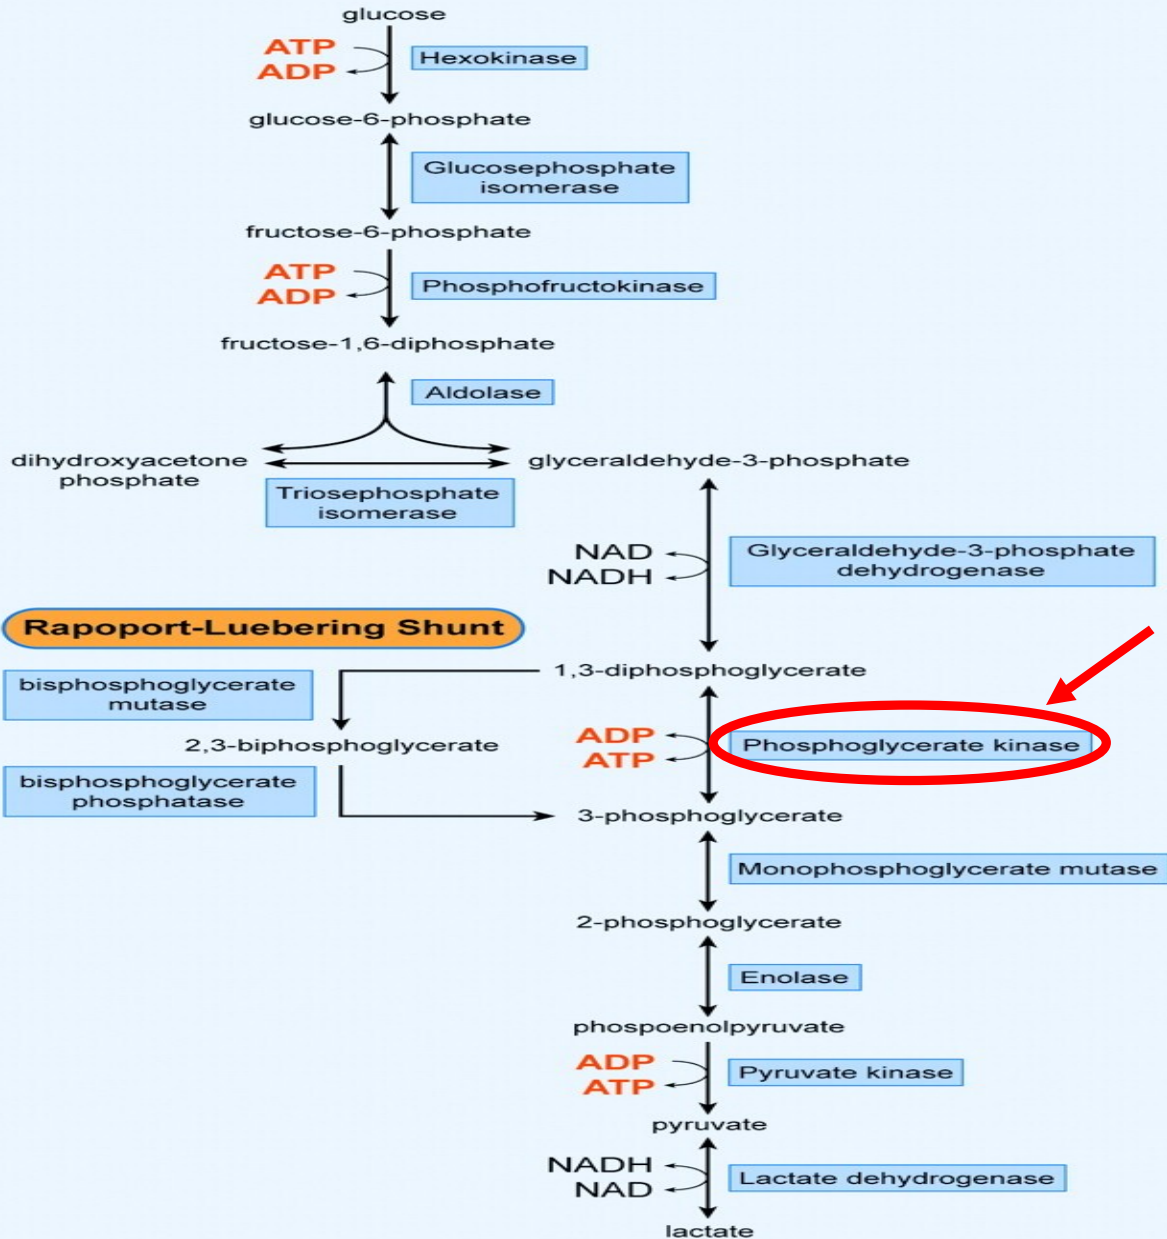 glucose
ATP
ADP
Hexokinase
glucose-6-phosphate
Glucosephosphate
isomerase
fructose-6-phosphate
ATP
ADP
Phosphofructokinase
fructose-1,6-diphosphate
Aldolase
dihydroxyacetone
phosphate
glyceraldehyde-3-phosphate
Triosephosphate
isomerase
NAD
NADH
Glyceraldehyde-3-phosphate
dehydrogenase
Rapoport-Luebering Shunt
1,3-diphosphoglycerate
bisphosphoglycerate
mutase
2,3-biphosphoglycerate
ADP
ATP
Phosphoglycerate kinase
bisphosphoglycerate
phosphatase
3-phosphoglycerate
Monophosphoglycerate mutase
2-phosphoglycerate
Enolase
phospoenolpyruvate
ADP
ATP
Pyruvate kinase
pyruvate
NADH
NAD
Lactate dehydrogenase
lactate